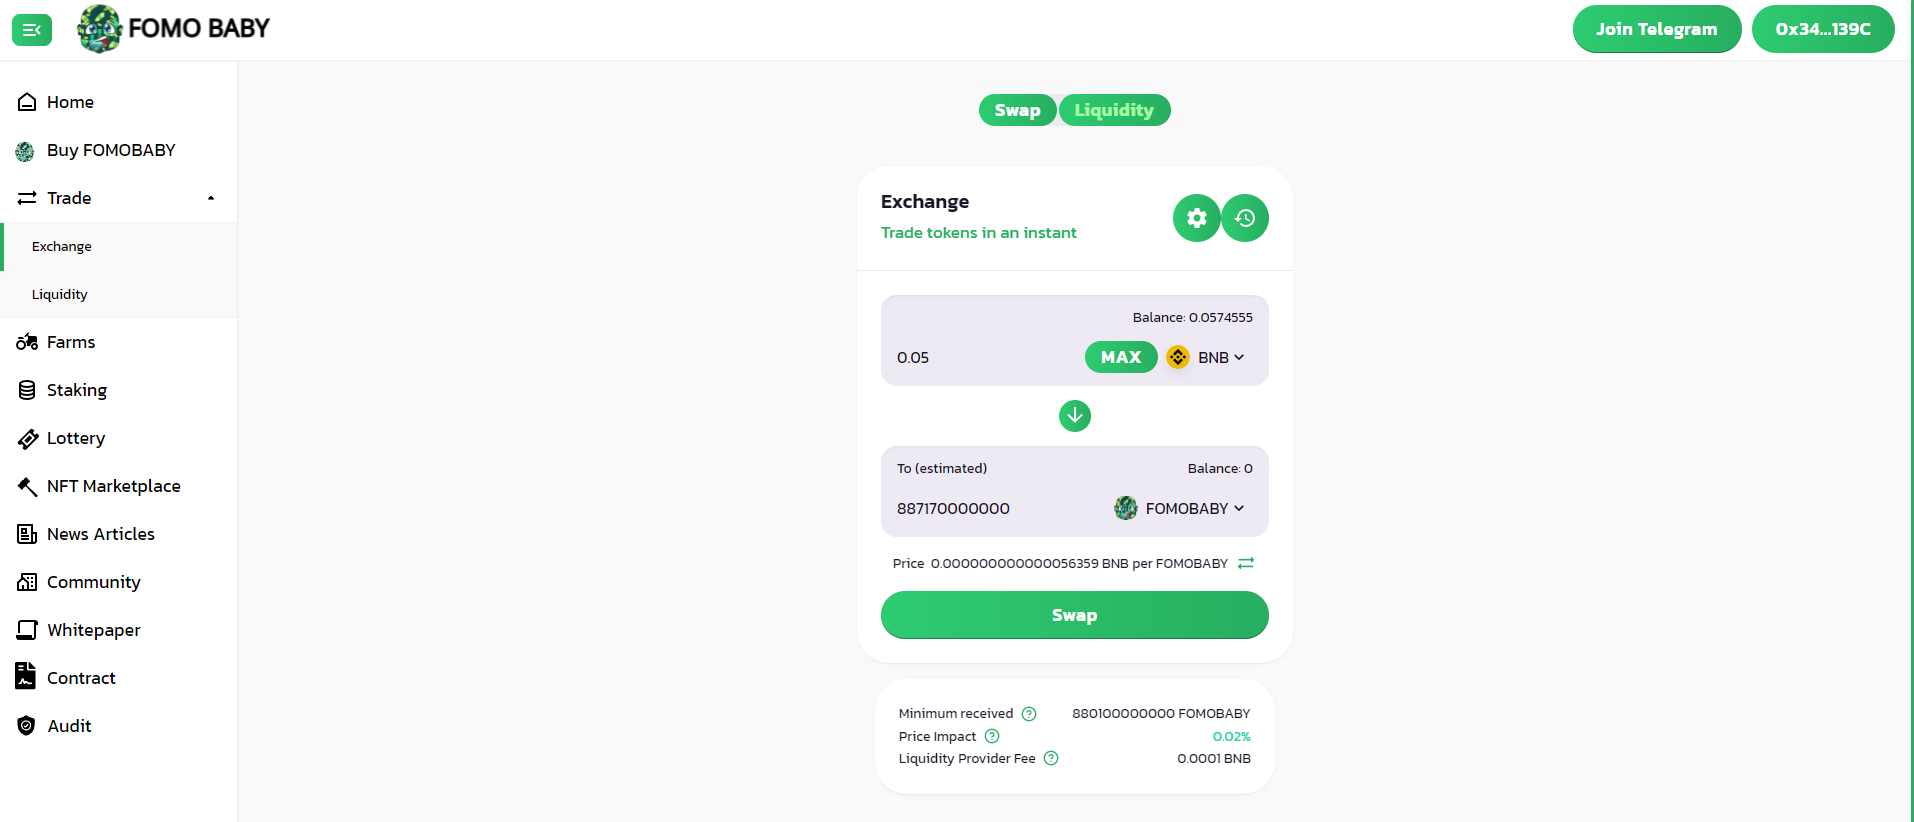 FOMO BABY
Join Telegram
0x34...139C
Home
Buy FOMOBABY
Trade
Exchange
Liquidity
Farms
Staking
Lottery
NFT Marketplace
News Articles
Community
Whitepaper
Contract
Audit
Swap
Liquidity
Exchange
Trade tokens in an instant
Balance: 0.0574555
0.05
MAX
BNB
To (estimated)
Balance: 0
887170000000
FOMOBABY
Price 0.000000000000056359 BNB per FOMOBABY
Swap
Minimum received ? 880100000000 FOMOBABY
Price Impact ? 0.02%
Liquidity Provider Fee ? 0.0001 BNB